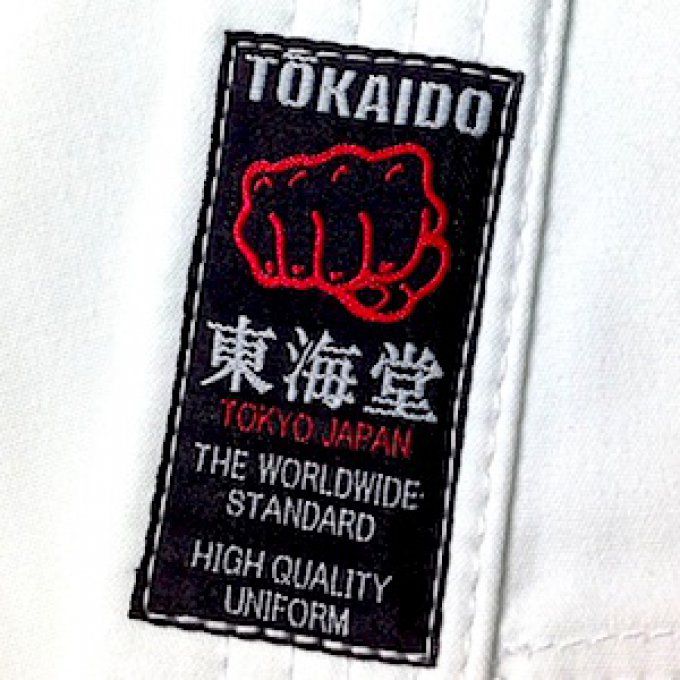 TŌKAIDO
東海堂
TOKYO JAPAN
THE WORLDWIDE
STANDARD
HIGH QUALITY
UNIFORM